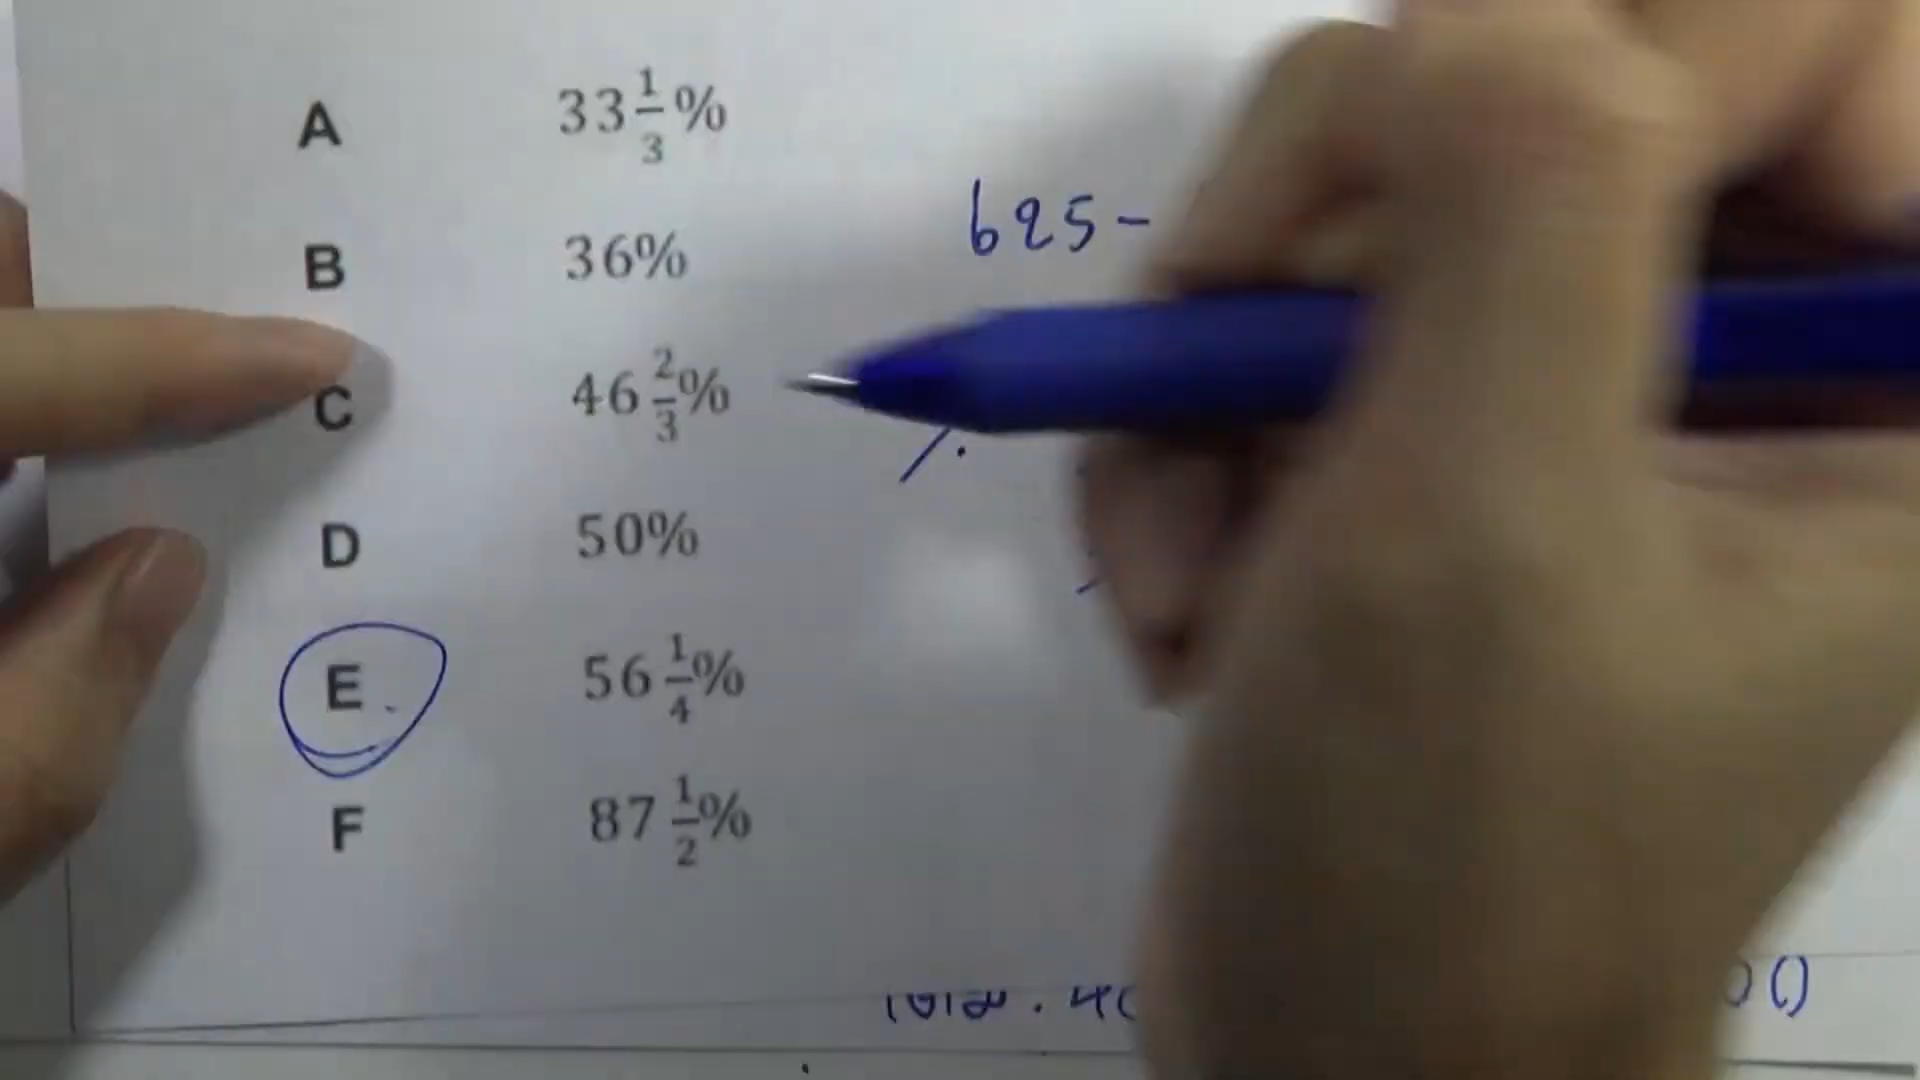 A 33 1/3 %
B 36%
625 -
C 46 2/3 %
D 50%
E 56 1/4 %
F 87 1/2 %